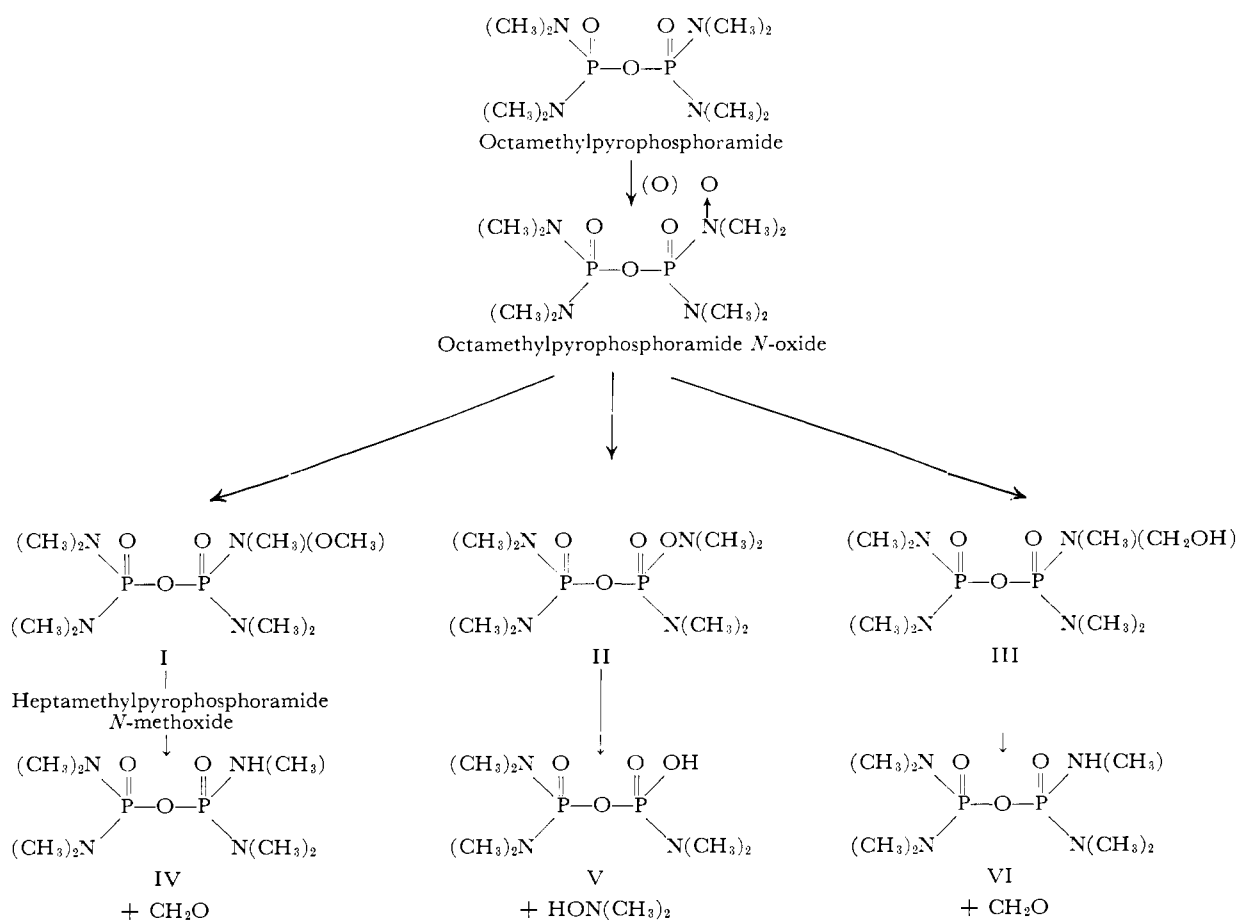 (CH₃)₂N O O N(CH₃)₂
P—O—P
(CH₃)₂N N(CH₃)₂
Octamethylpyrophosphoramide
(O) O
(CH₃)₂N O O N(CH₃)₂
P—O—P
(CH₃)₂N N(CH₃)₂
Octamethylpyrophosphoramide N-oxide
(CH₃)₂N O O N(CH₃)(OCH₃)
P—O—P
(CH₃)₂N N(CH₃)₂
I
Heptamethylpyrophosphoramide
N-methoxide
(CH₃)₂N O O NH(CH₃)
P—O—P
(CH₃)₂N N(CH₃)₂
IV
+ CH₂O
(CH₃)₂N O O ON(CH₃)₂
P—O—P
(CH₃)₂N N(CH₃)₂
II
(CH₃)₂N O O OH
P—O—P
(CH₃)₂N N(CH₃)₂
V
+ HON(CH₃)₂
(CH₃)₂N O O N(CH₃)(CH₂OH)
P—O—P
(CH₃)₂N N(CH₃)₂
III
(CH₃)₂N O O NH(CH₃)
P—O—P
(CH₃)₂N N(CH₃)₂
VI
+ CH₂O